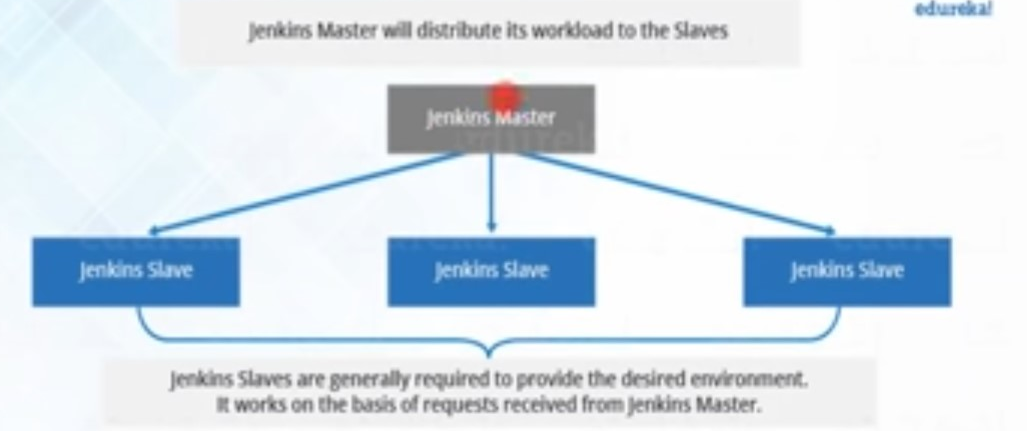 edureka!
Jenkins Master will distribute its workload to the Slaves
Jenkins Master
Jenkins Slave
Jenkins Slave
Jenkins Slave
Jenkins Slaves are generally required to provide the desired environment.
It works on the basis of requests received from Jenkins Master.